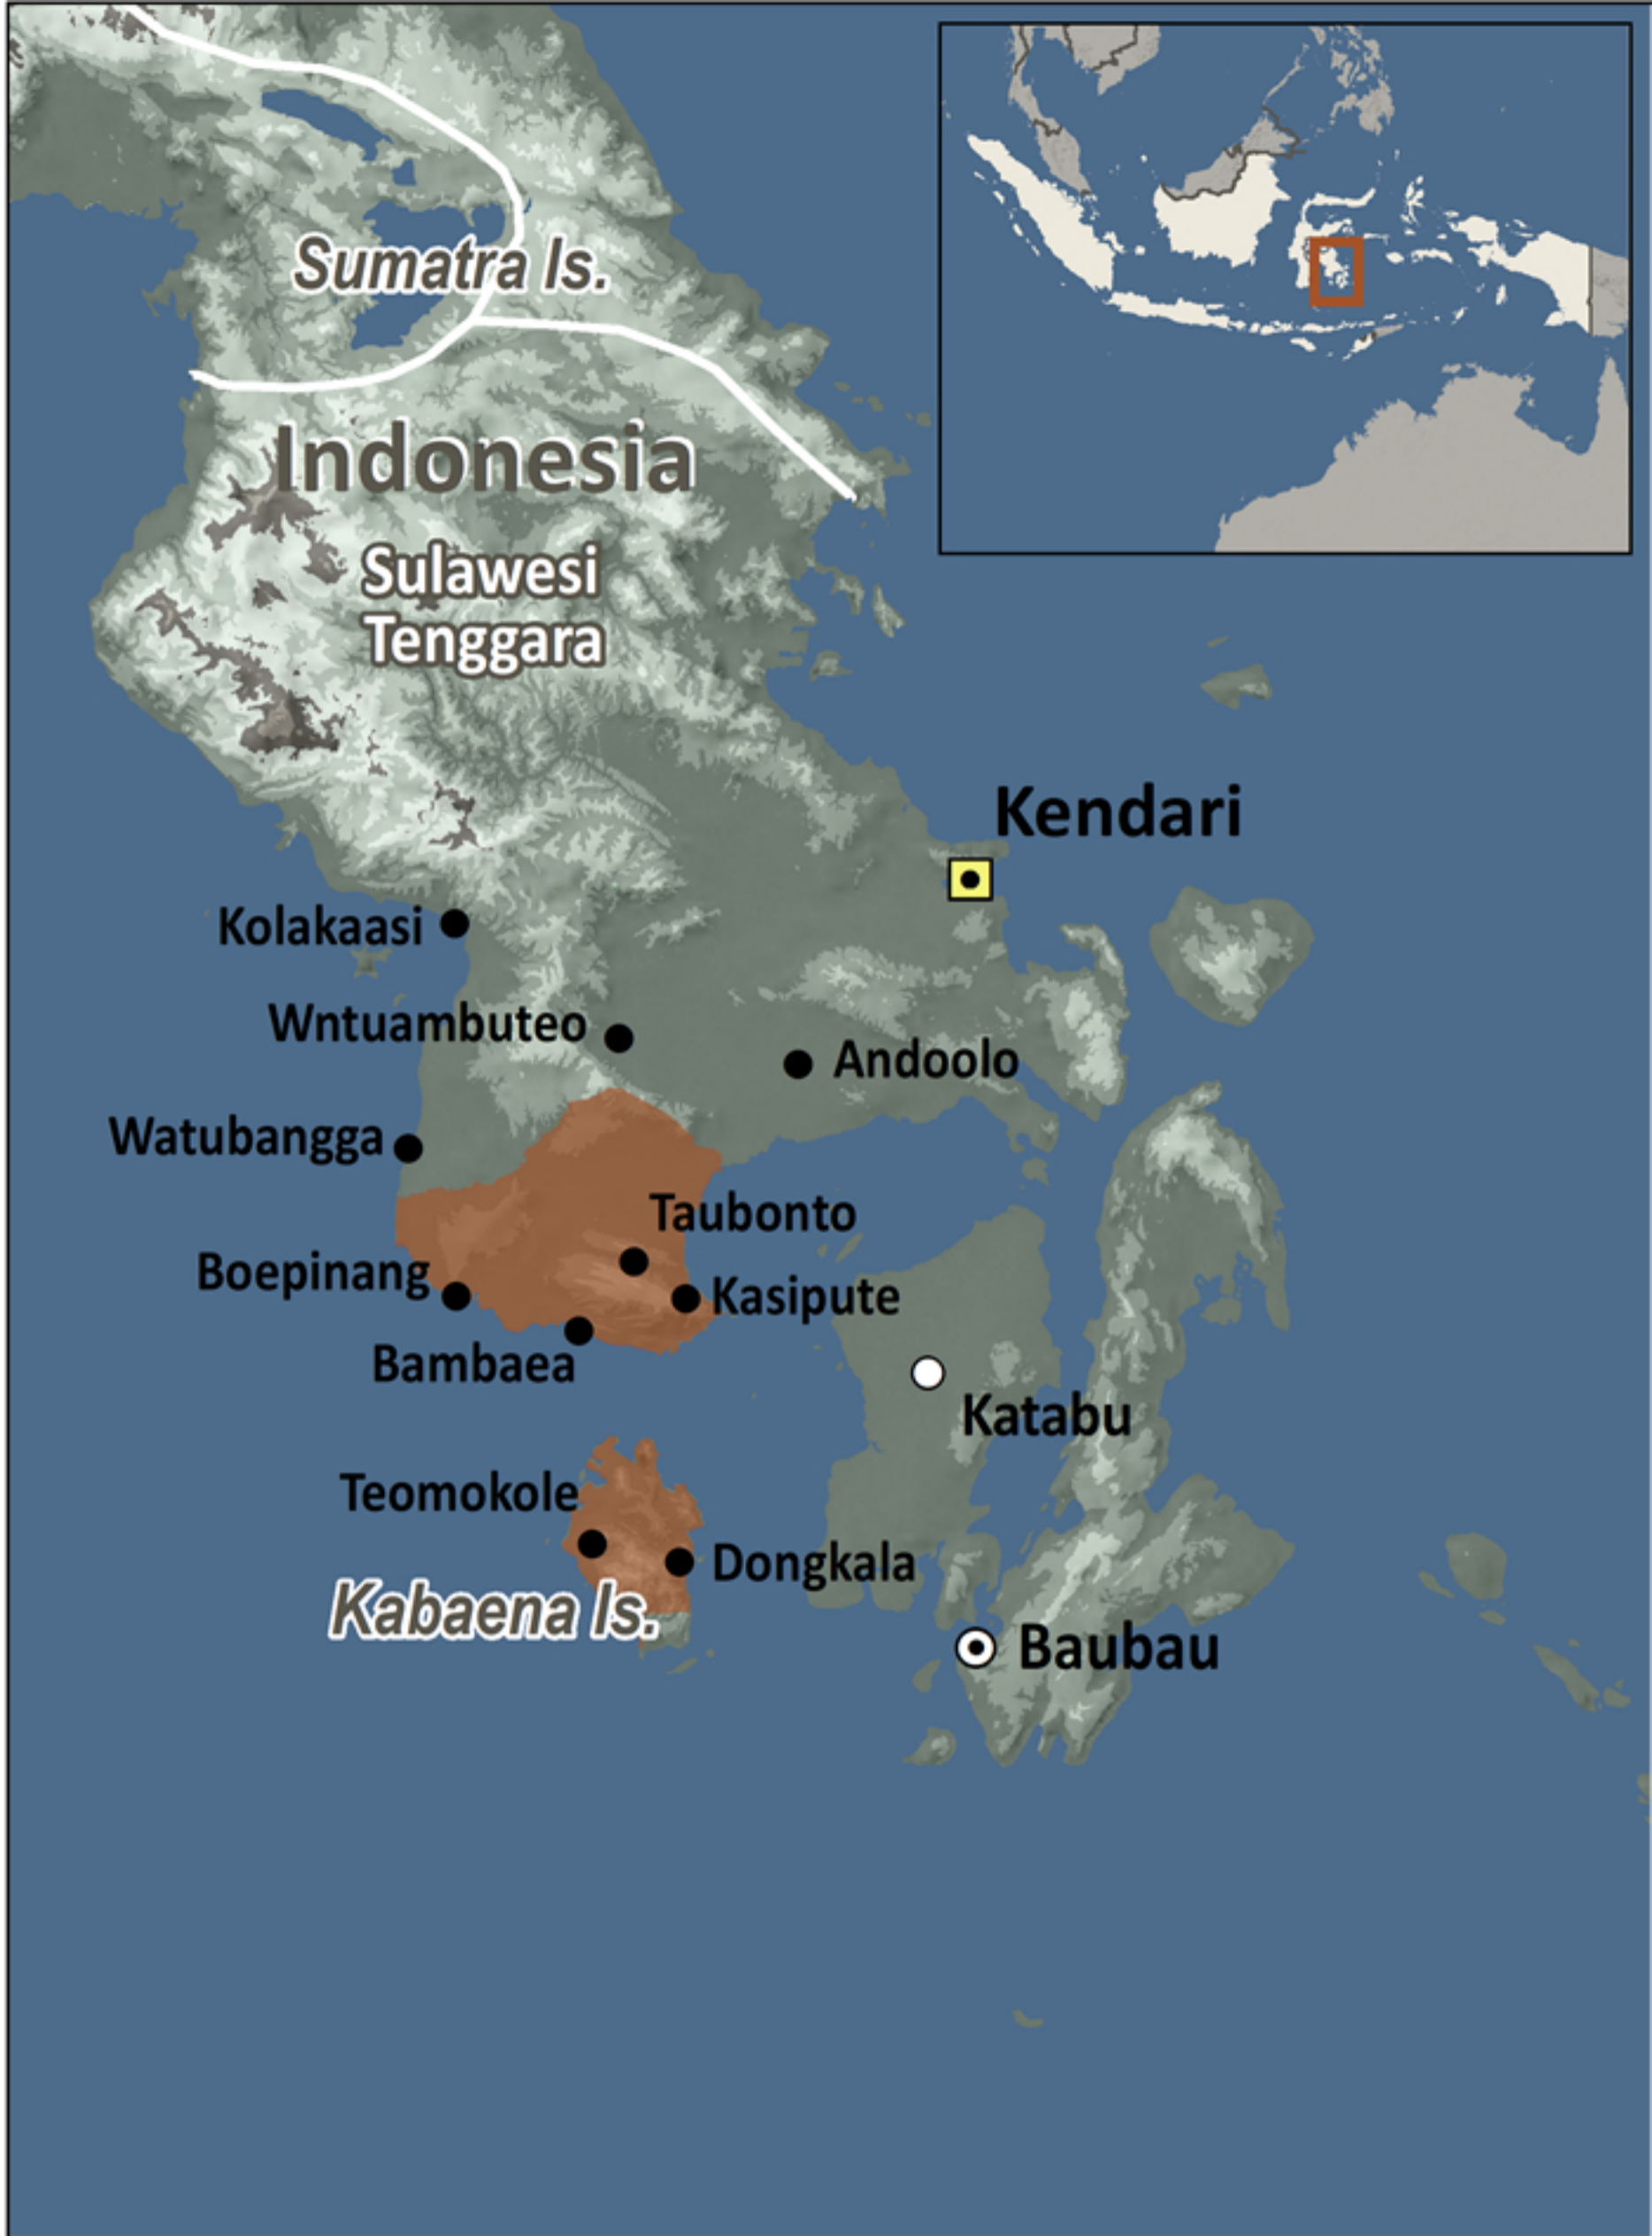 Sumatra Is.
Indonesia
Sulawesi
Tenggara
Kendari
Kolakaasi
Wntuambuteo
Andoolo
Watubangga
Taubonto
Boepinang
Kasipute
Bambaea
Katabu
Teomokole
Dongkala
Kabaena Is.
Baubau